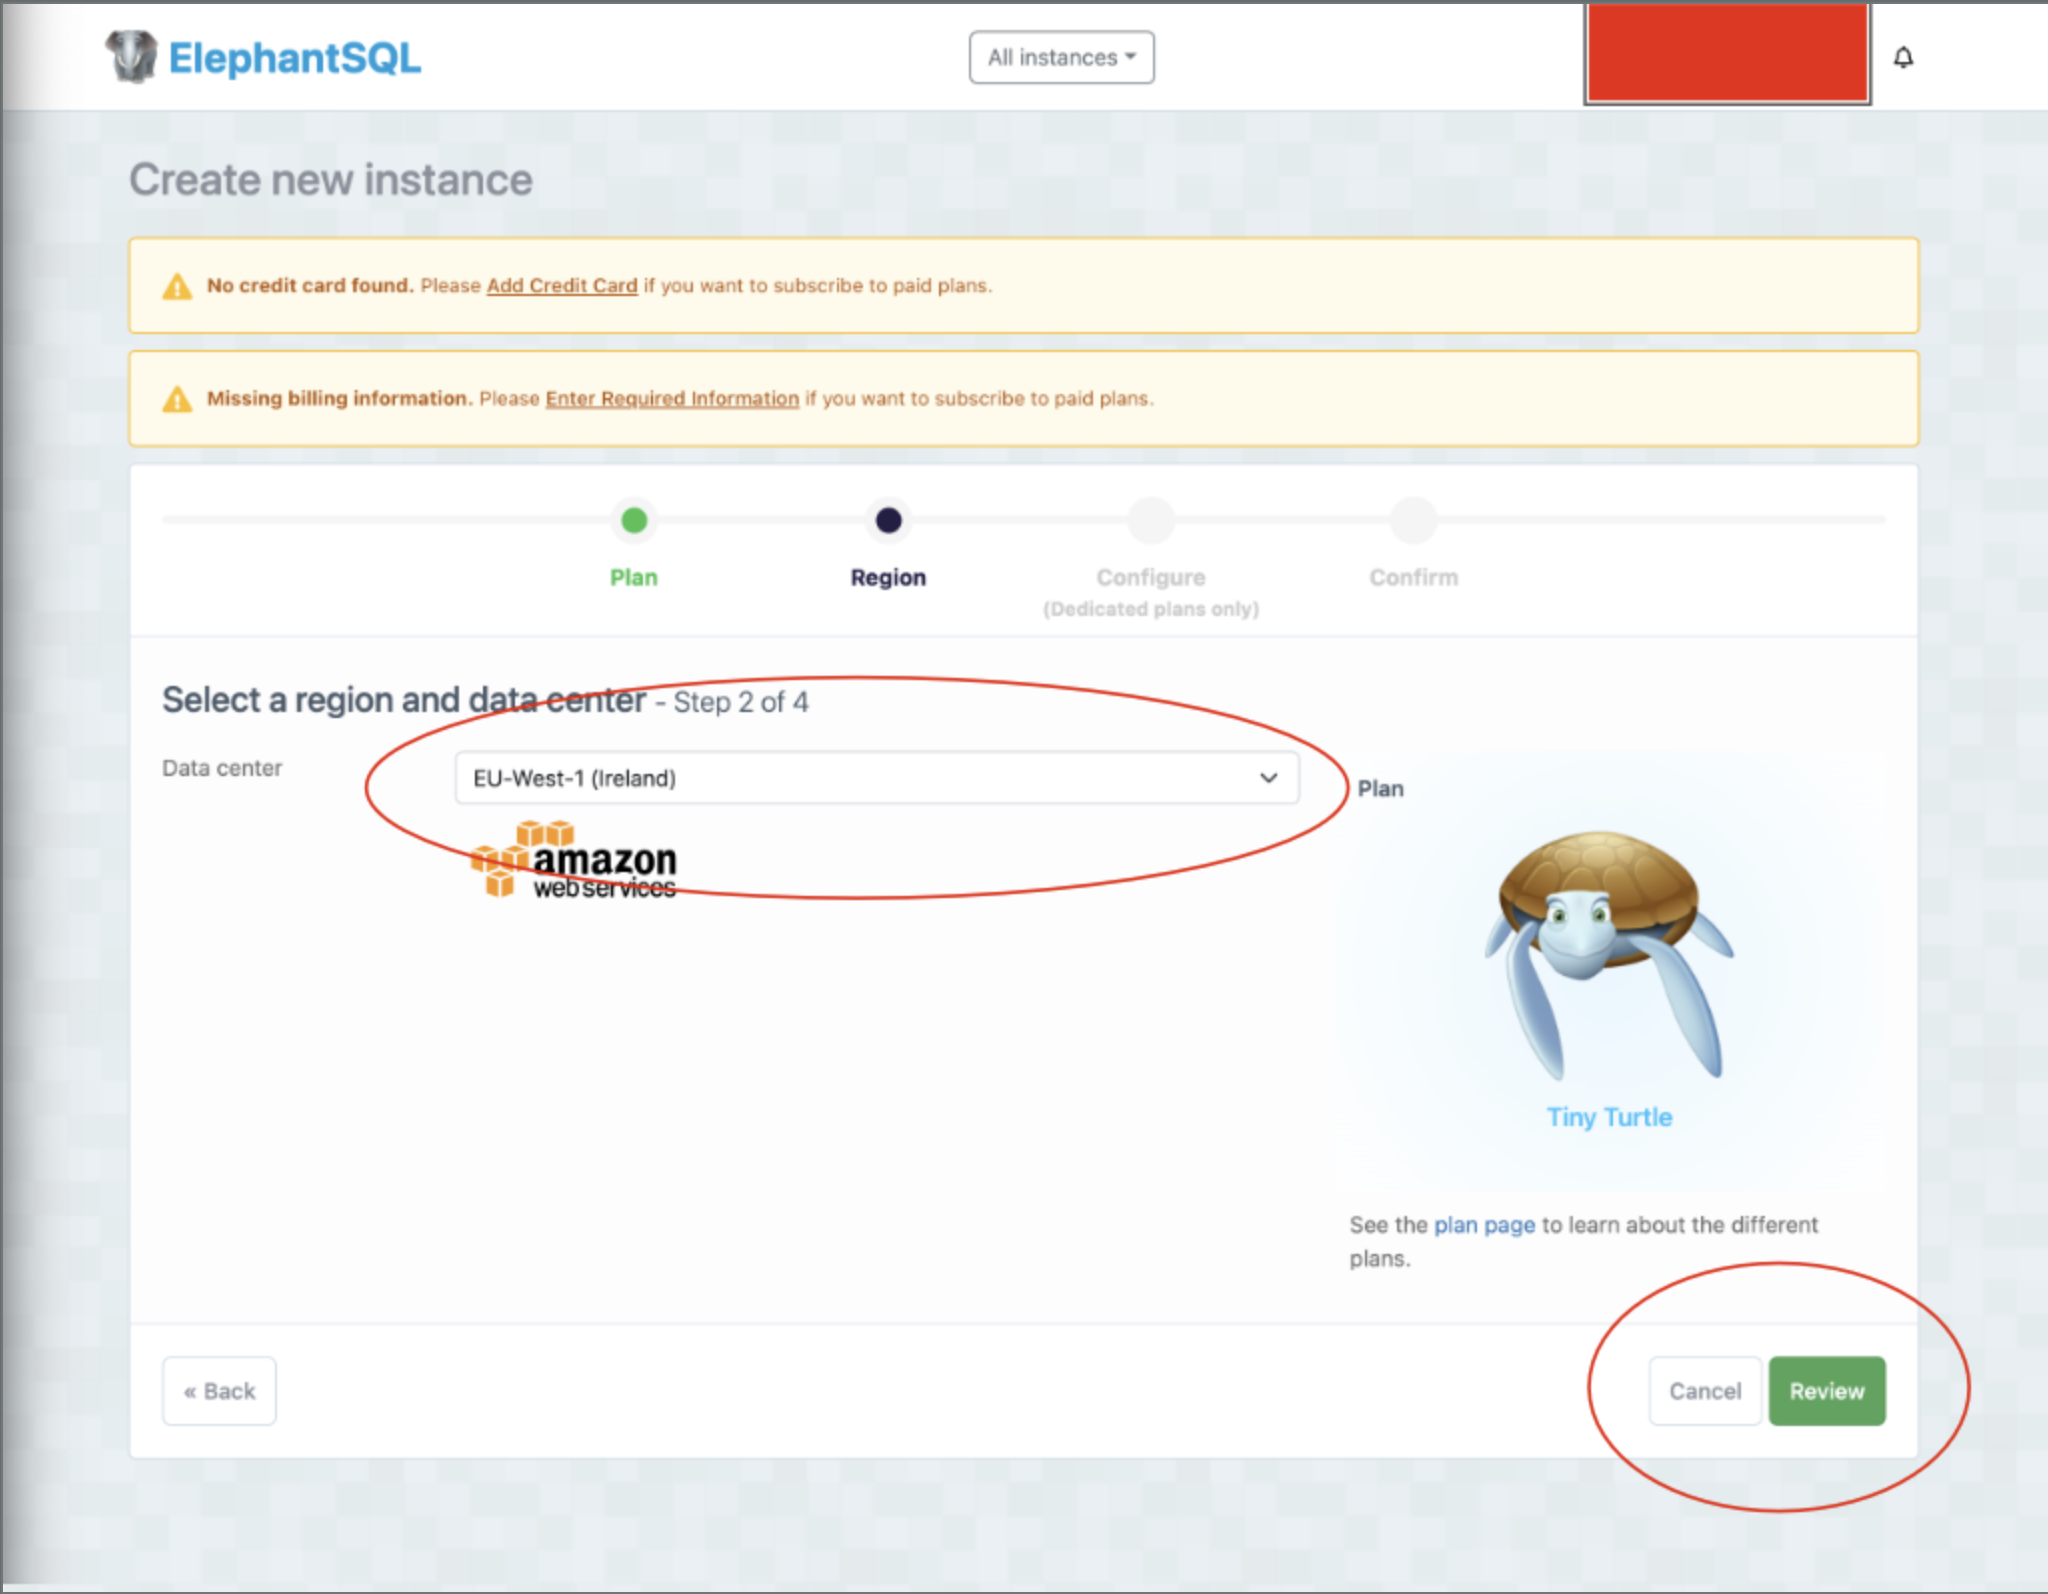 ElephantSQL
All instances
Create new instance
No credit card found. Please Add Credit Card if you want to subscribe to paid plans.
Missing billing information. Please Enter Required Information if you want to subscribe to paid plans.
Plan
Region
Configure
(Dedicated plans only)
Confirm
Select a region and data center - Step 2 of 4
Data center
EU-West-1 (Ireland)
amazon
webservices
Plan
Tiny Turtle
See the plan page to learn about the different
plans.
« Back
Cancel
Review